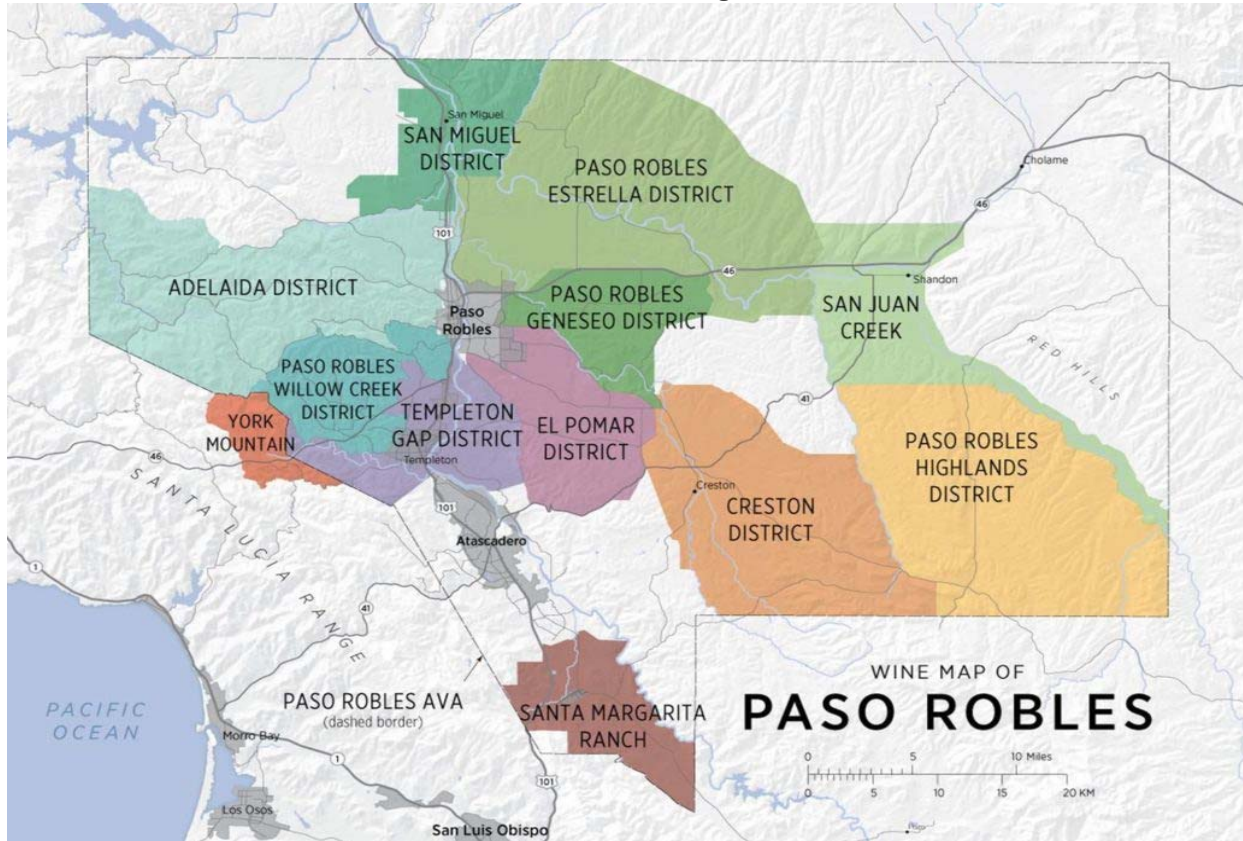 San Miguel
SAN MIGUEL
DISTRICT
PASO ROBLES
ESTRELLA DISTRICT
Cholame
46
101
ADELAIDA DISTRICT
46
Shandon
PASO ROBLES
GENESEO DISTRICT
SAN JUAN
CREEK
Paso
Robles
RED HILLS
PASO ROBLES
WILLOW CREEK
DISTRICT
41
YORK
MOUNTAIN
TEMPLETON
GAP DISTRICT
EL POMAR
DISTRICT
PASO ROBLES
HIGHLANDS
DISTRICT
46
Templeton
Creston
CRESTON
DISTRICT
101
Atascadero
SANTA LUCIA RANGE
1
41
PASO ROBLES AVA
(dashed border)
SANTA MARGARITA
RANCH
WINE MAP OF
PASO ROBLES
PACIFIC
OCEAN
Morro Bay
1
101
0 5 10 Miles
0 5 10 15 20 KM
Los Osos
San Luis Obispo